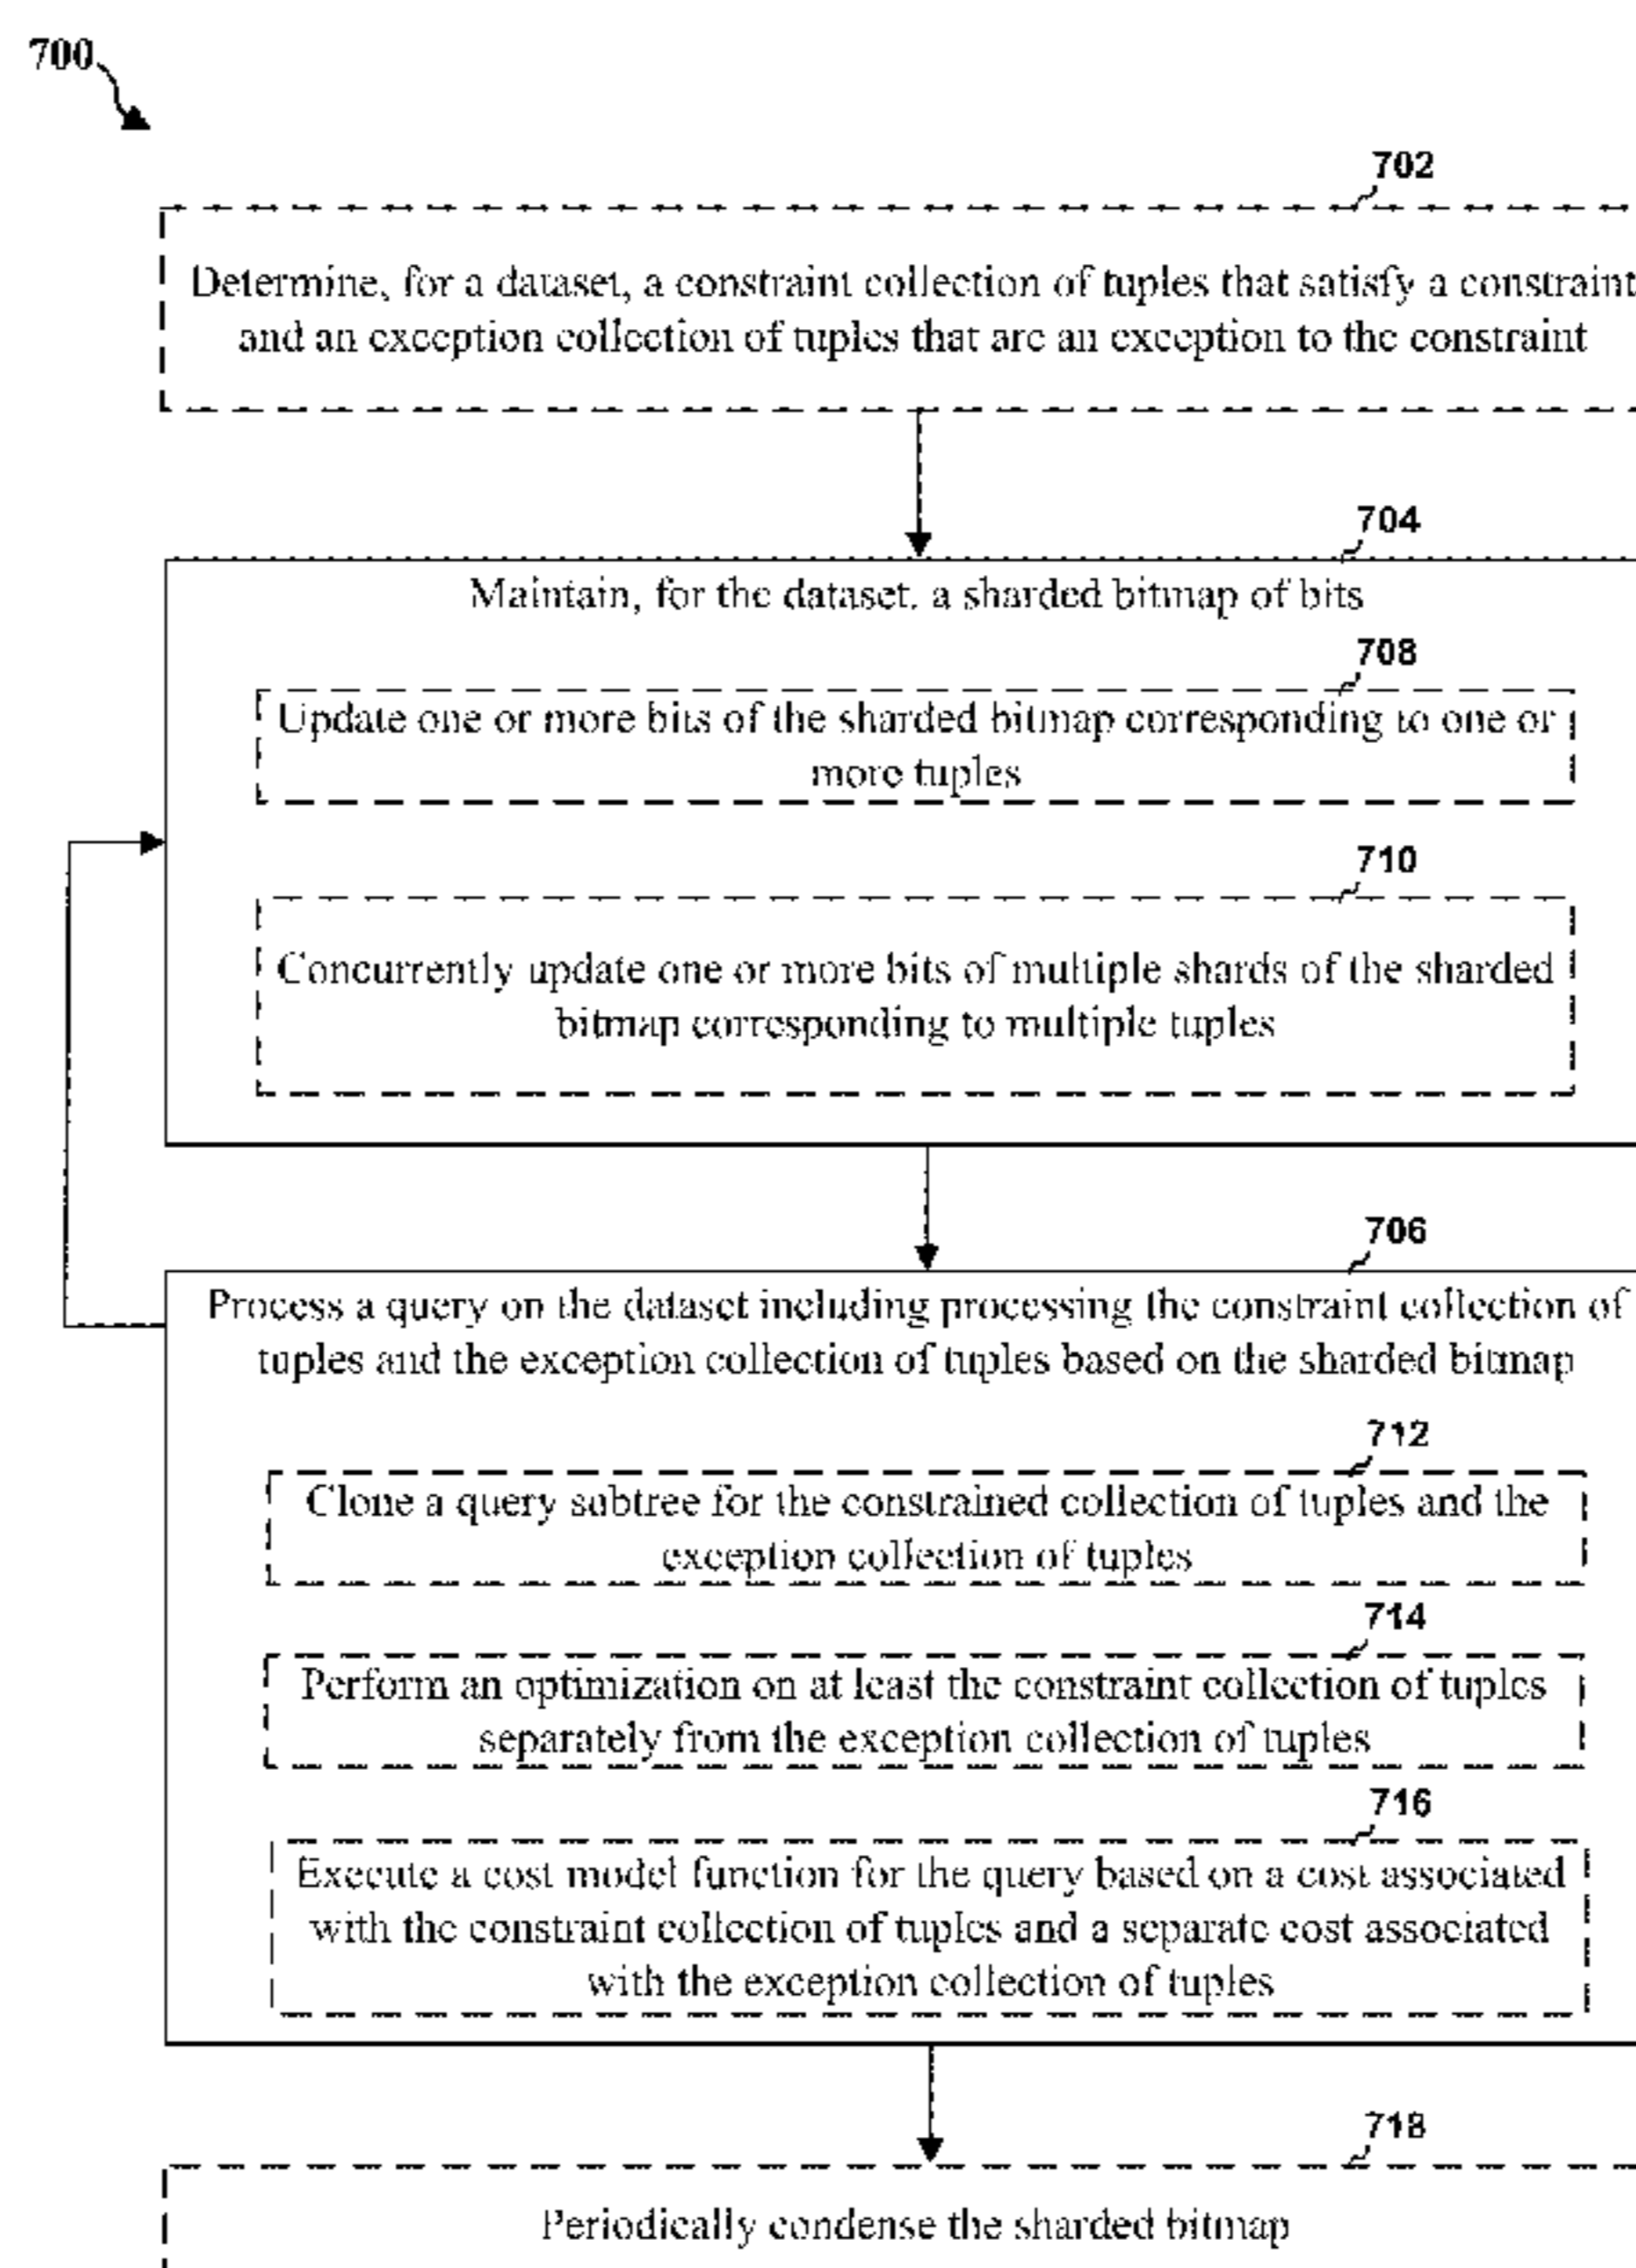 700
702
Determine, for a dataset, a constraint collection of tuples that satisfy a constraint
and an exception collection of tuples that are an exception to the constraint
704
Maintain, for the dataset, a sharded bitmap of bits
708
Update one or more bits of the sharded bitmap corresponding to one or
more tuples
710
Concurrently update one or more bits of multiple shards of the sharded
bitmap corresponding to multiple tuples
706
Process a query on the dataset including processing the constraint collection of
tuples and the exception collection of tuples based on the sharded bitmap
712
Clone a query subtree for the constrained collection of tuples and the
exception collection of tuples
714
Perform an optimization on at least the constraint collection of tuples
separately from the exception collection of tuples
716
Execute a cost model function for the query based on a cost associated
with the constraint collection of tuples and a separate cost associated
with the exception collection of tuples
718
Periodically condense the sharded bitmap